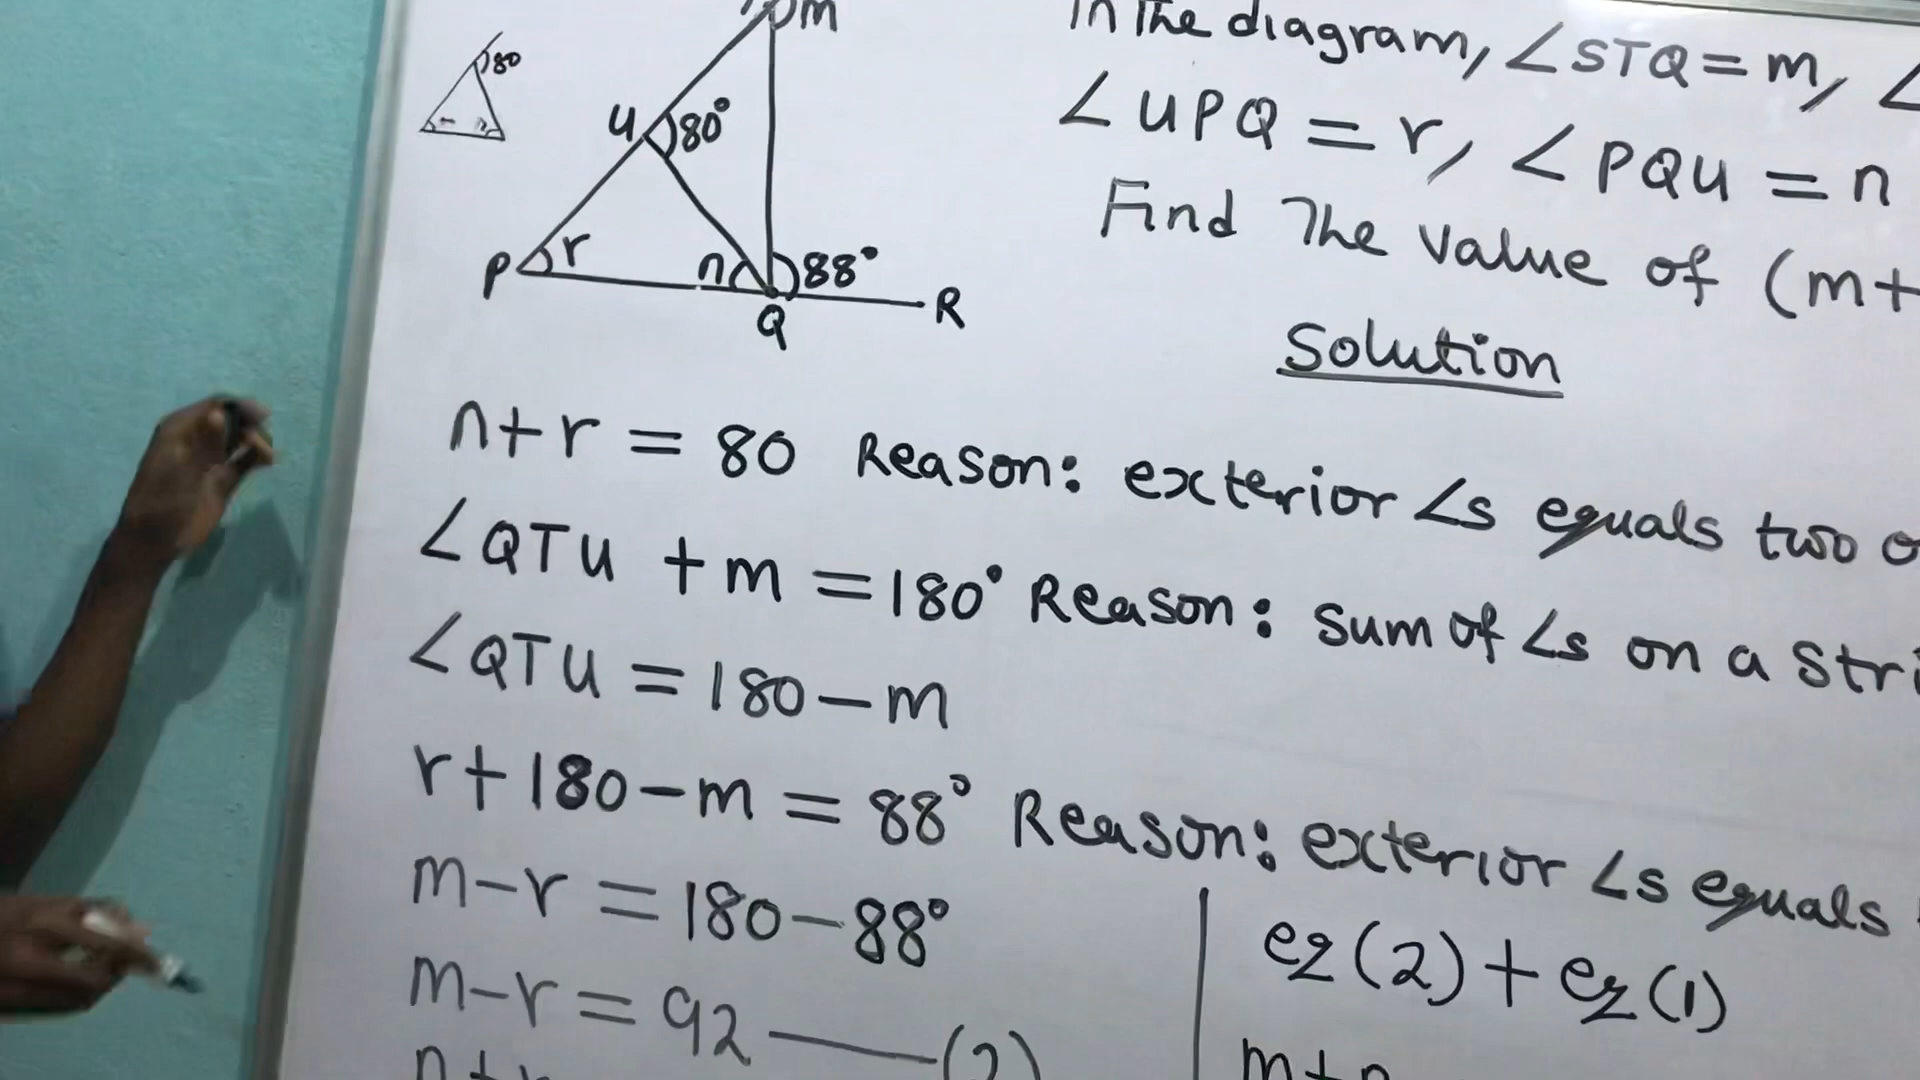 m
80
U
80°
P
r
n
88°
R
Q
In the diagram, ∠STQ = m, ∠
∠UPQ = r, ∠PQU = n
Find The value of (m+
Solution
n+r = 80 Reason: exterior ∠s equals two
∠QTU + m = 180° Reason: sum of ∠s on a
∠QTU = 180 - m
r+180-m = 88° Reason: exterior ∠s equals
m-r = 180-88°
m-r = 92 —— (2)
eq(2) + eq(1)
n+r
m+n